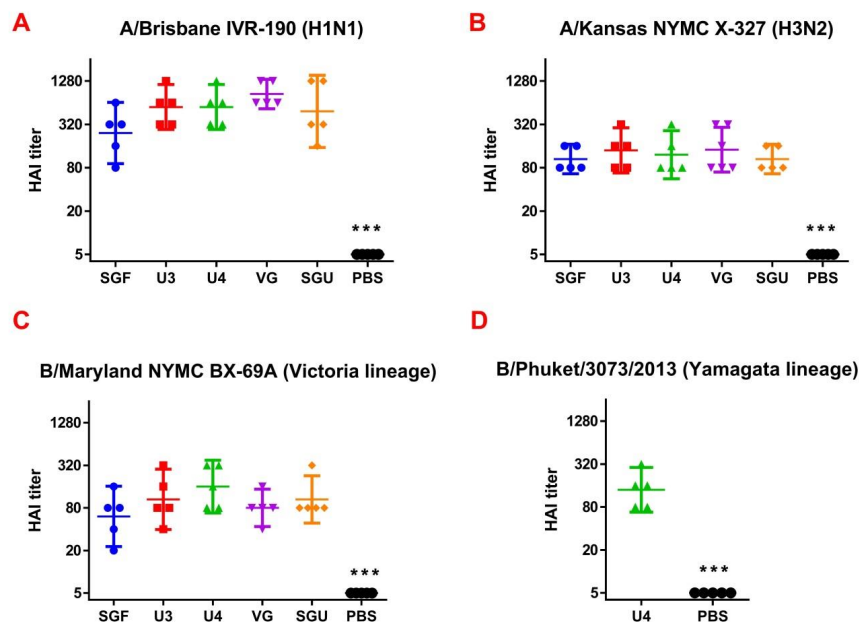 A
A/Brisbane IVR-190 (H1N1)
HAI titer
1280
320
80
20
5
***
SGF U3 U4 VG SGU PBS
B
A/Kansas NYMC X-327 (H3N2)
HAI titer
1280
320
80
20
5
***
SGF U3 U4 VG SGU PBS
C
B/Maryland NYMC BX-69A (Victoria lineage)
HAI titer
1280
320
80
20
5
***
SGF U3 U4 VG SGU PBS
D
B/Phuket/3073/2013 (Yamagata lineage)
HAI titer
1280
320
80
20
5
***
U4 PBS